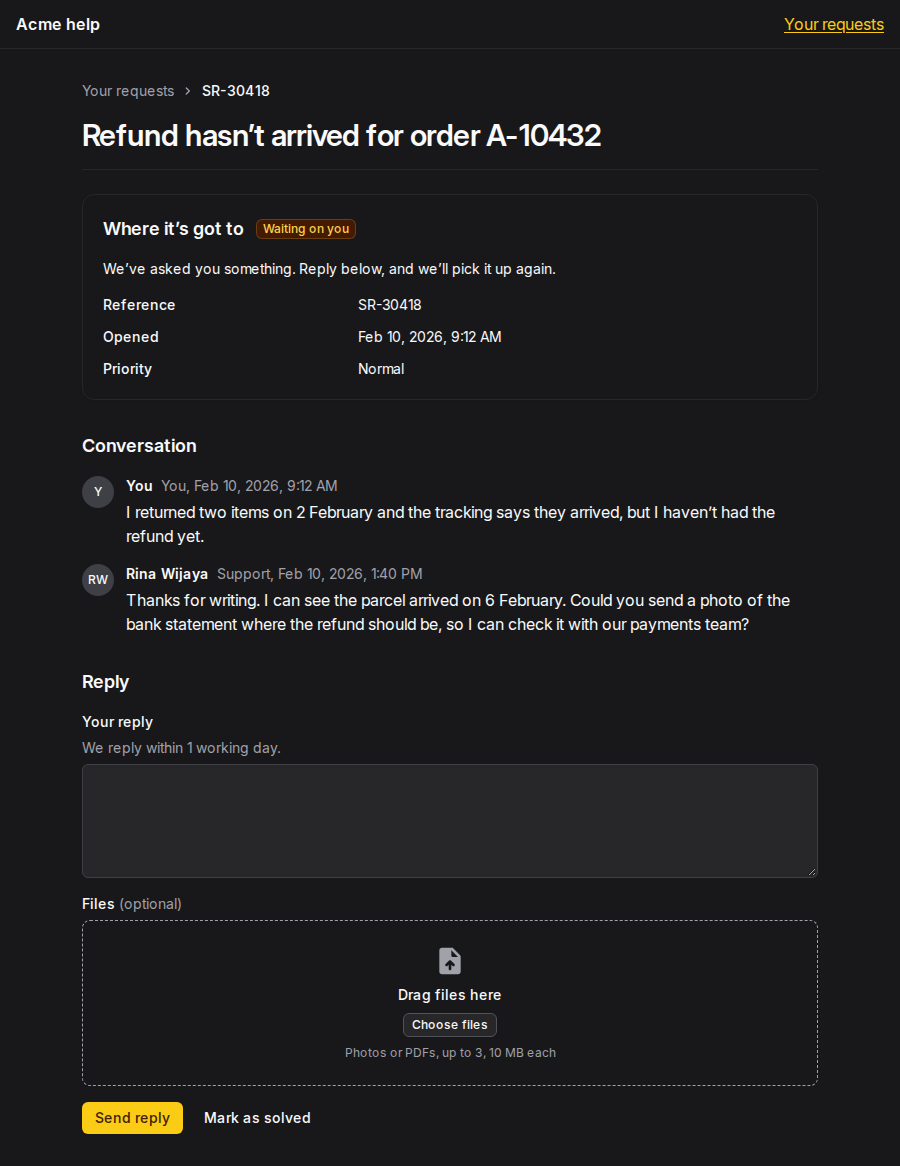 Acme help
Your requests
Your requests > SR-30418
Refund hasn’t arrived for order A-10432
Where it’s got to
Waiting on you
We’ve asked you something. Reply below, and we’ll pick it up again.
Reference SR-30418
Opened Feb 10, 2026, 9:12 AM
Priority Normal
Conversation
Y
You You, Feb 10, 2026, 9:12 AM
I returned two items on 2 February and the tracking says they arrived, but I haven’t had the
refund yet.
RW
Rina Wijaya Support, Feb 10, 2026, 1:40 PM
Thanks for writing. I can see the parcel arrived on 6 February. Could you send a photo of the
bank statement where the refund should be, so I can check it with our payments team?
Reply
Your reply
We reply within 1 working day.
Files (optional)
Drag files here
Choose files
Photos or PDFs, up to 3, 10 MB each
Send reply
Mark as solved